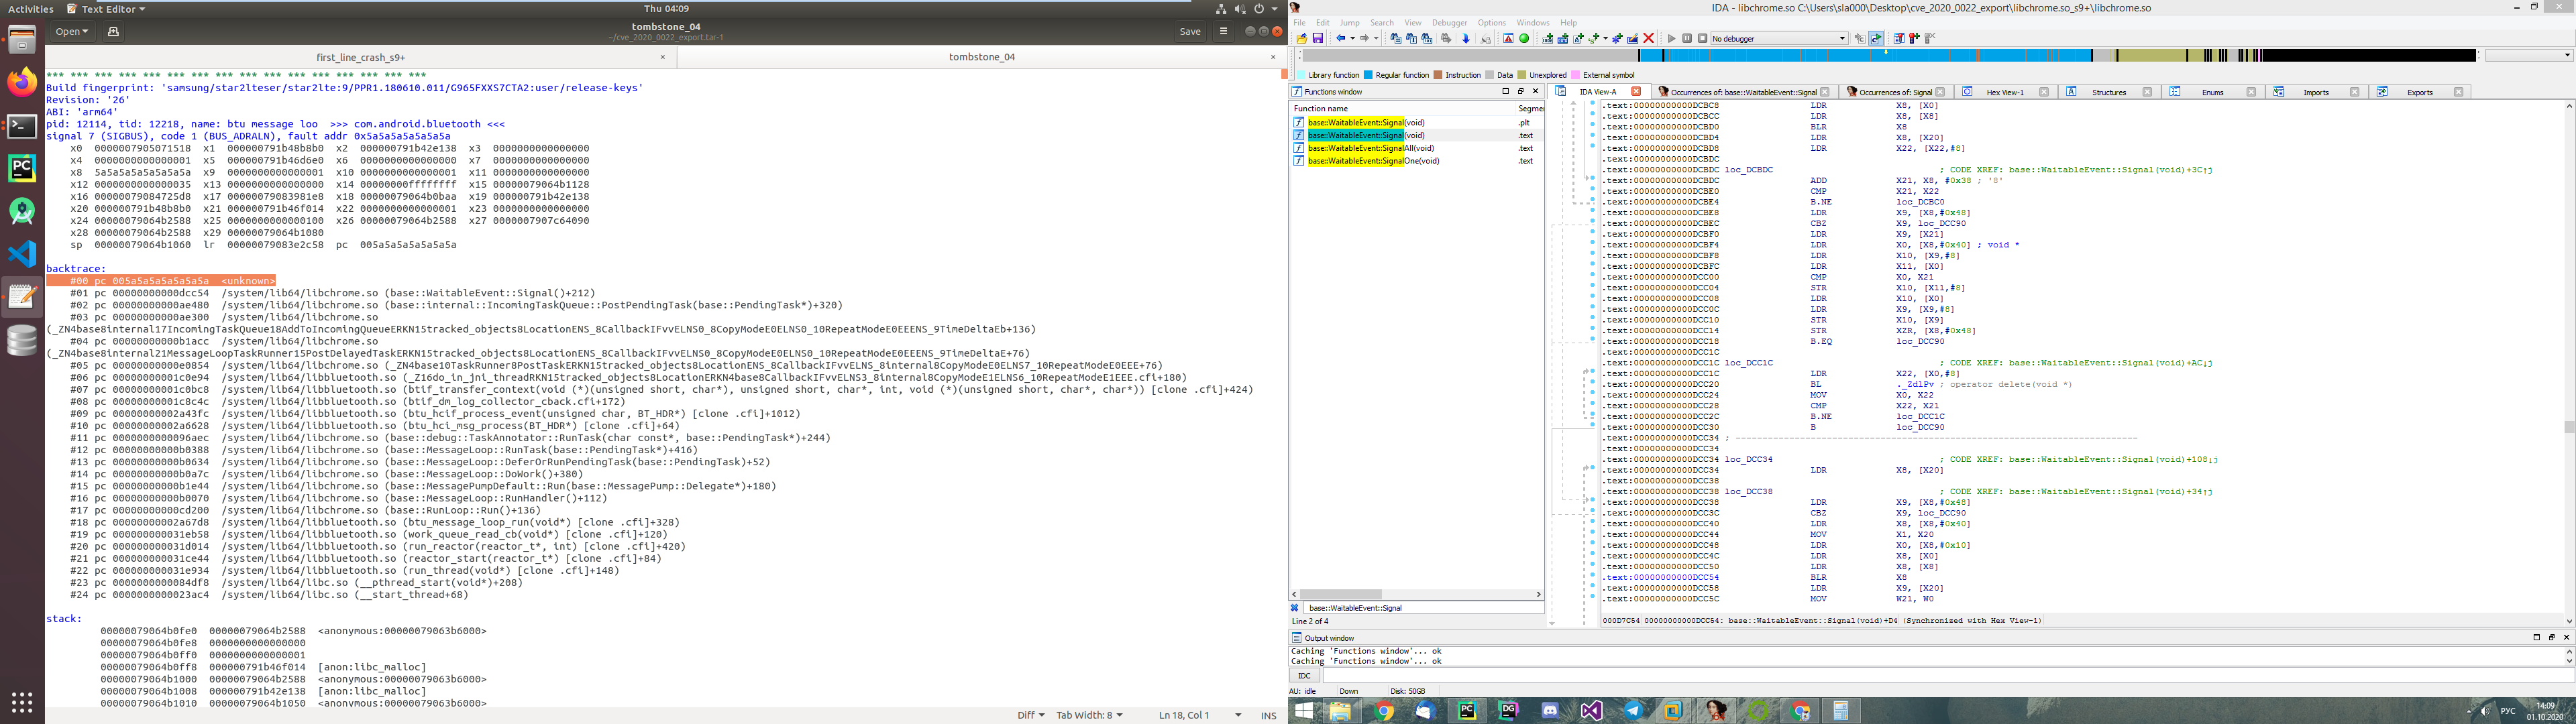 Activities Text Editor Thu 04:09
Open tombstone_04 Save
~/cve_2020_0022_export.tar-1
first_line_crash_s9+ × tombstone_04 ×
*** *** *** *** *** *** *** *** *** *** *** *** *** *** *** ***
Build fingerprint: 'samsung/star2lteser/star2lte:9/PPR1.180610.011/G965FXXS7CTA2:user/release-keys'
Revision: '26'
ABI: 'arm64'
pid: 12114, tid: 12218, name: btu message loo >>> com.android.bluetooth <<<
signal 7 (SIGBUS), code 1 (BUS_ADRALN), fault addr 0x5a5a5a5a5a5a5a
x0 0000007905071518 x1 000000791b48b8b0 x2 000000791b42e138 x3 0000000000000000
x4 0000000000000001 x5 000000791b46d6e0 x6 0000000000000000 x7 0000000000000000
x8 5a5a5a5a5a5a5a5a x9 0000000000000001 x10 0000000000000001 x11 0000000000000000
x12 0000000000000035 x13 0000000000000000 x14 00000000ffffffff x15 00000079064b1128
x16 00000079084725d8 x17 00000079083981e8 x18 00000079064b0baa x19 000000791b42e138
x20 000000791b48b8b0 x21 000000791b46f014 x22 0000000000000001 x23 0000000000000000
x24 00000079064b2588 x25 0000000000000100 x26 00000079064b2588 x27 0000007907c64090
x28 00000079064b2588 x29 00000079064b1080
sp 00000079064b1060 lr 00000079083e2c58 pc 005a5a5a5a5a5a5a
backtrace:
#00 pc 005a5a5a5a5a5a5a <unknown>
#01 pc 00000000000dcc54 /system/lib64/libchrome.so (base::WaitableEvent::Signal()+212)
#02 pc 00000000000ae480 /system/lib64/libchrome.so (base::internal::IncomingTaskQueue::PostPendingTask(base::PendingTask*)+320)
#03 pc 00000000000ae300 /system/lib64/libchrome.so
(_ZN4base8internal17IncomingTaskQueue18AddToIncomingQueueERKN15tracked_objects8LocationENS_8CallbackIFvvELNS0_8CopyModeE0ELNS0_10RepeatModeE0EEENS_9TimeDeltaEb+136)
#04 pc 00000000000b1acc /system/lib64/libchrome.so
(_ZN4base8internal21MessageLoopTaskRunner15PostDelayedTaskERKN15tracked_objects8LocationENS_8CallbackIFvvELNS0_8CopyModeE0ELNS0_10RepeatModeE0EEENS_9TimeDeltaE+76)
#05 pc 00000000000e0854 /system/lib64/libchrome.so (_ZN4base10TaskRunner8PostTaskERKN15tracked_objects8LocationENS_8CallbackIFvvELNS_8internal8CopyModeE0ELNS7_10RepeatModeE0EEE+76)
#06 pc 00000000001c0e94 /system/lib64/libbluetooth.so (_Z16do_in_jni_threadRKN15tracked_objects8LocationERKN4base8CallbackIFvvELNS3_8internal8CopyModeE1ELNS6_10RepeatModeE1EEE.cfi+180)
#07 pc 00000000001c0bc8 /system/lib64/libbluetooth.so (btif_transfer_context(void (*)(unsigned short, char*), unsigned short, char*, int, void (*)(unsigned short, char*, char*)) [clone .cfi]+424)
#08 pc 00000000001c8c4c /system/lib64/libbluetooth.so (btif_dm_log_collector_cback.cfi+172)
#09 pc 00000000002a43fc /system/lib64/libbluetooth.so (btu_hcif_process_event(unsigned char, BT_HDR*) [clone .cfi]+1012)
#10 pc 00000000002a6628 /system/lib64/libbluetooth.so (btu_hci_msg_process(BT_HDR*) [clone .cfi]+64)
#11 pc 0000000000096aec /system/lib64/libchrome.so (base::debug::TaskAnnotator::RunTask(char const*, base::PendingTask*)+244)
#12 pc 00000000000b0388 /system/lib64/libchrome.so (base::MessageLoop::RunTask(base::PendingTask*)+416)
#13 pc 00000000000b0634 /system/lib64/libchrome.so (base::MessageLoop::DeferOrRunPendingTask(base::PendingTask)+52)
#14 pc 00000000000b0a7c /system/lib64/libchrome.so (base::MessageLoop::DoWork()+380)
#15 pc 00000000000b1e44 /system/lib64/libchrome.so (base::MessagePumpDefault::Run(base::MessagePump::Delegate*)+180)
#16 pc 00000000000b0070 /system/lib64/libchrome.so (base::MessageLoop::RunHandler()+112)
#17 pc 00000000000cd200 /system/lib64/libchrome.so (base::RunLoop::Run()+136)
#18 pc 00000000002a67d8 /system/lib64/libbluetooth.so (btu_message_loop_run(void*) [clone .cfi]+328)
#19 pc 000000000031eb58 /system/lib64/libbluetooth.so (work_queue_read_cb(void*) [clone .cfi]+120)
#20 pc 000000000031d014 /system/lib64/libbluetooth.so (run_reactor(reactor_t*, int) [clone .cfi]+420)
#21 pc 000000000031ce44 /system/lib64/libbluetooth.so (reactor_start(reactor_t*) [clone .cfi]+84)
#22 pc 000000000031e934 /system/lib64/libbluetooth.so (run_thread(void*) [clone .cfi]+148)
#23 pc 0000000000084df8 /system/lib64/libc.so (__pthread_start(void*)+208)
#24 pc 0000000000023ac4 /system/lib64/libc.so (__start_thread+68)
stack:
00000079064b0fe0 00000079064b2588 <anonymous:00000079063b6000>
00000079064b0fe8 0000000000000000
00000079064b0ff0 0000000000000001
00000079064b0ff8 000000791b46f014 [anon:libc_malloc]
00000079064b1000 00000079064b2588 <anonymous:00000079063b6000>
00000079064b1008 000000791b42e138 [anon:libc_malloc]
00000079064b1010 00000079064b1050 <anonymous:00000079063b6000>
Diff Tab Width: 8 Ln 18, Col 1 INS
IDA - libchrome.so C:\Users\sla000\Desktop\cve_2020_0022_export\libchrome.so_s9+\libchrome.so
File Edit Jump Search View Debugger Options Windows Help
No debugger
Library function Regular function Instruction Data Unexplored External symbol
Functions window
Function name Segmer
base::WaitableEvent::Signal(void) .plt
base::WaitableEvent::Signal(void) .text
base::WaitableEvent::SignalAll(void) .text
base::WaitableEvent::SignalOne(void) .text
base::WaitableEvent::Signal
Line 2 of 4
IDA View-A Occurrences of: base::WaitableEvent::Signal Occurrences of: Signal Hex View-1 Structures Enums Imports Exports
.text:00000000000DCBC8 LDR X8, [X0]
.text:00000000000DCBCC LDR X8, [X8]
.text:00000000000DCBD0 BLR X8
.text:00000000000DCBD4 LDR X8, [X20]
.text:00000000000DCBD8 LDR X22, [X22,#8]
.text:00000000000DCBDC
.text:00000000000DCBDC loc_DCBDC ; CODE XREF: base::WaitableEvent::Signal(void)+3C↑j
.text:00000000000DCBDC ADD X21, X8, #0x38 ; '8'
.text:00000000000DCBE0 CMP X21, X22
.text:00000000000DCBE4 B.NE loc_DCBC0
.text:00000000000DCBE8 LDR X9, [X8,#0x48]
.text:00000000000DCBEC CBZ X9, loc_DCC90
.text:00000000000DCBF0 LDR X9, [X21]
.text:00000000000DCBF4 LDR X0, [X8,#0x40] ; void *
.text:00000000000DCBF8 LDR X10, [X9,#8]
.text:00000000000DCBFC LDR X11, [X0]
.text:00000000000DCC00 CMP X0, X21
.text:00000000000DCC04 STR X10, [X11,#8]
.text:00000000000DCC08 LDR X10, [X0]
.text:00000000000DCC0C LDR X9, [X9,#8]
.text:00000000000DCC10 STR X10, [X9]
.text:00000000000DCC14 STR XZR, [X8,#0x48]
.text:00000000000DCC18 B.EQ loc_DCC90
.text:00000000000DCC1C
.text:00000000000DCC1C loc_DCC1C ; CODE XREF: base::WaitableEvent::Signal(void)+AC↓j
.text:00000000000DCC1C LDR X22, [X0,#8]
.text:00000000000DCC20 BL ._ZdlPv ; operator delete(void *)
.text:00000000000DCC24 MOV X0, X22
.text:00000000000DCC28 CMP X22, X21
.text:00000000000DCC2C B.NE loc_DCC1C
.text:00000000000DCC30 B loc_DCC90
.text:00000000000DCC34 ; ---------------------------------------------------------------------------
.text:00000000000DCC34
.text:00000000000DCC34 loc_DCC34 ; CODE XREF: base::WaitableEvent::Signal(void)+108↓j
.text:00000000000DCC34 LDR X8, [X20]
.text:00000000000DCC38
.text:00000000000DCC38 loc_DCC38 ; CODE XREF: base::WaitableEvent::Signal(void)+34↑j
.text:00000000000DCC38 LDR X9, [X8,#0x48]
.text:00000000000DCC3C CBZ X9, loc_DCC90
.text:00000000000DCC40 LDR X8, [X8,#0x40]
.text:00000000000DCC44 MOV X1, X20
.text:00000000000DCC48 LDR X0, [X8,#0x10]
.text:00000000000DCC4C LDR X8, [X0]
.text:00000000000DCC50 LDR X8, [X8]
.text:00000000000DCC54 BLR X8
.text:00000000000DCC58 LDR X9, [X20]
.text:00000000000DCC5C MOV W21, W0
000D7C54 00000000000DCC54: base::WaitableEvent::Signal(void)+D4 (Synchronized with Hex View-1)
Output window
Caching 'Functions window'... ok
Caching 'Functions window'... ok
IDC
AU: idle Down Disk: 50GB
РУС 14:09
01.10.2020